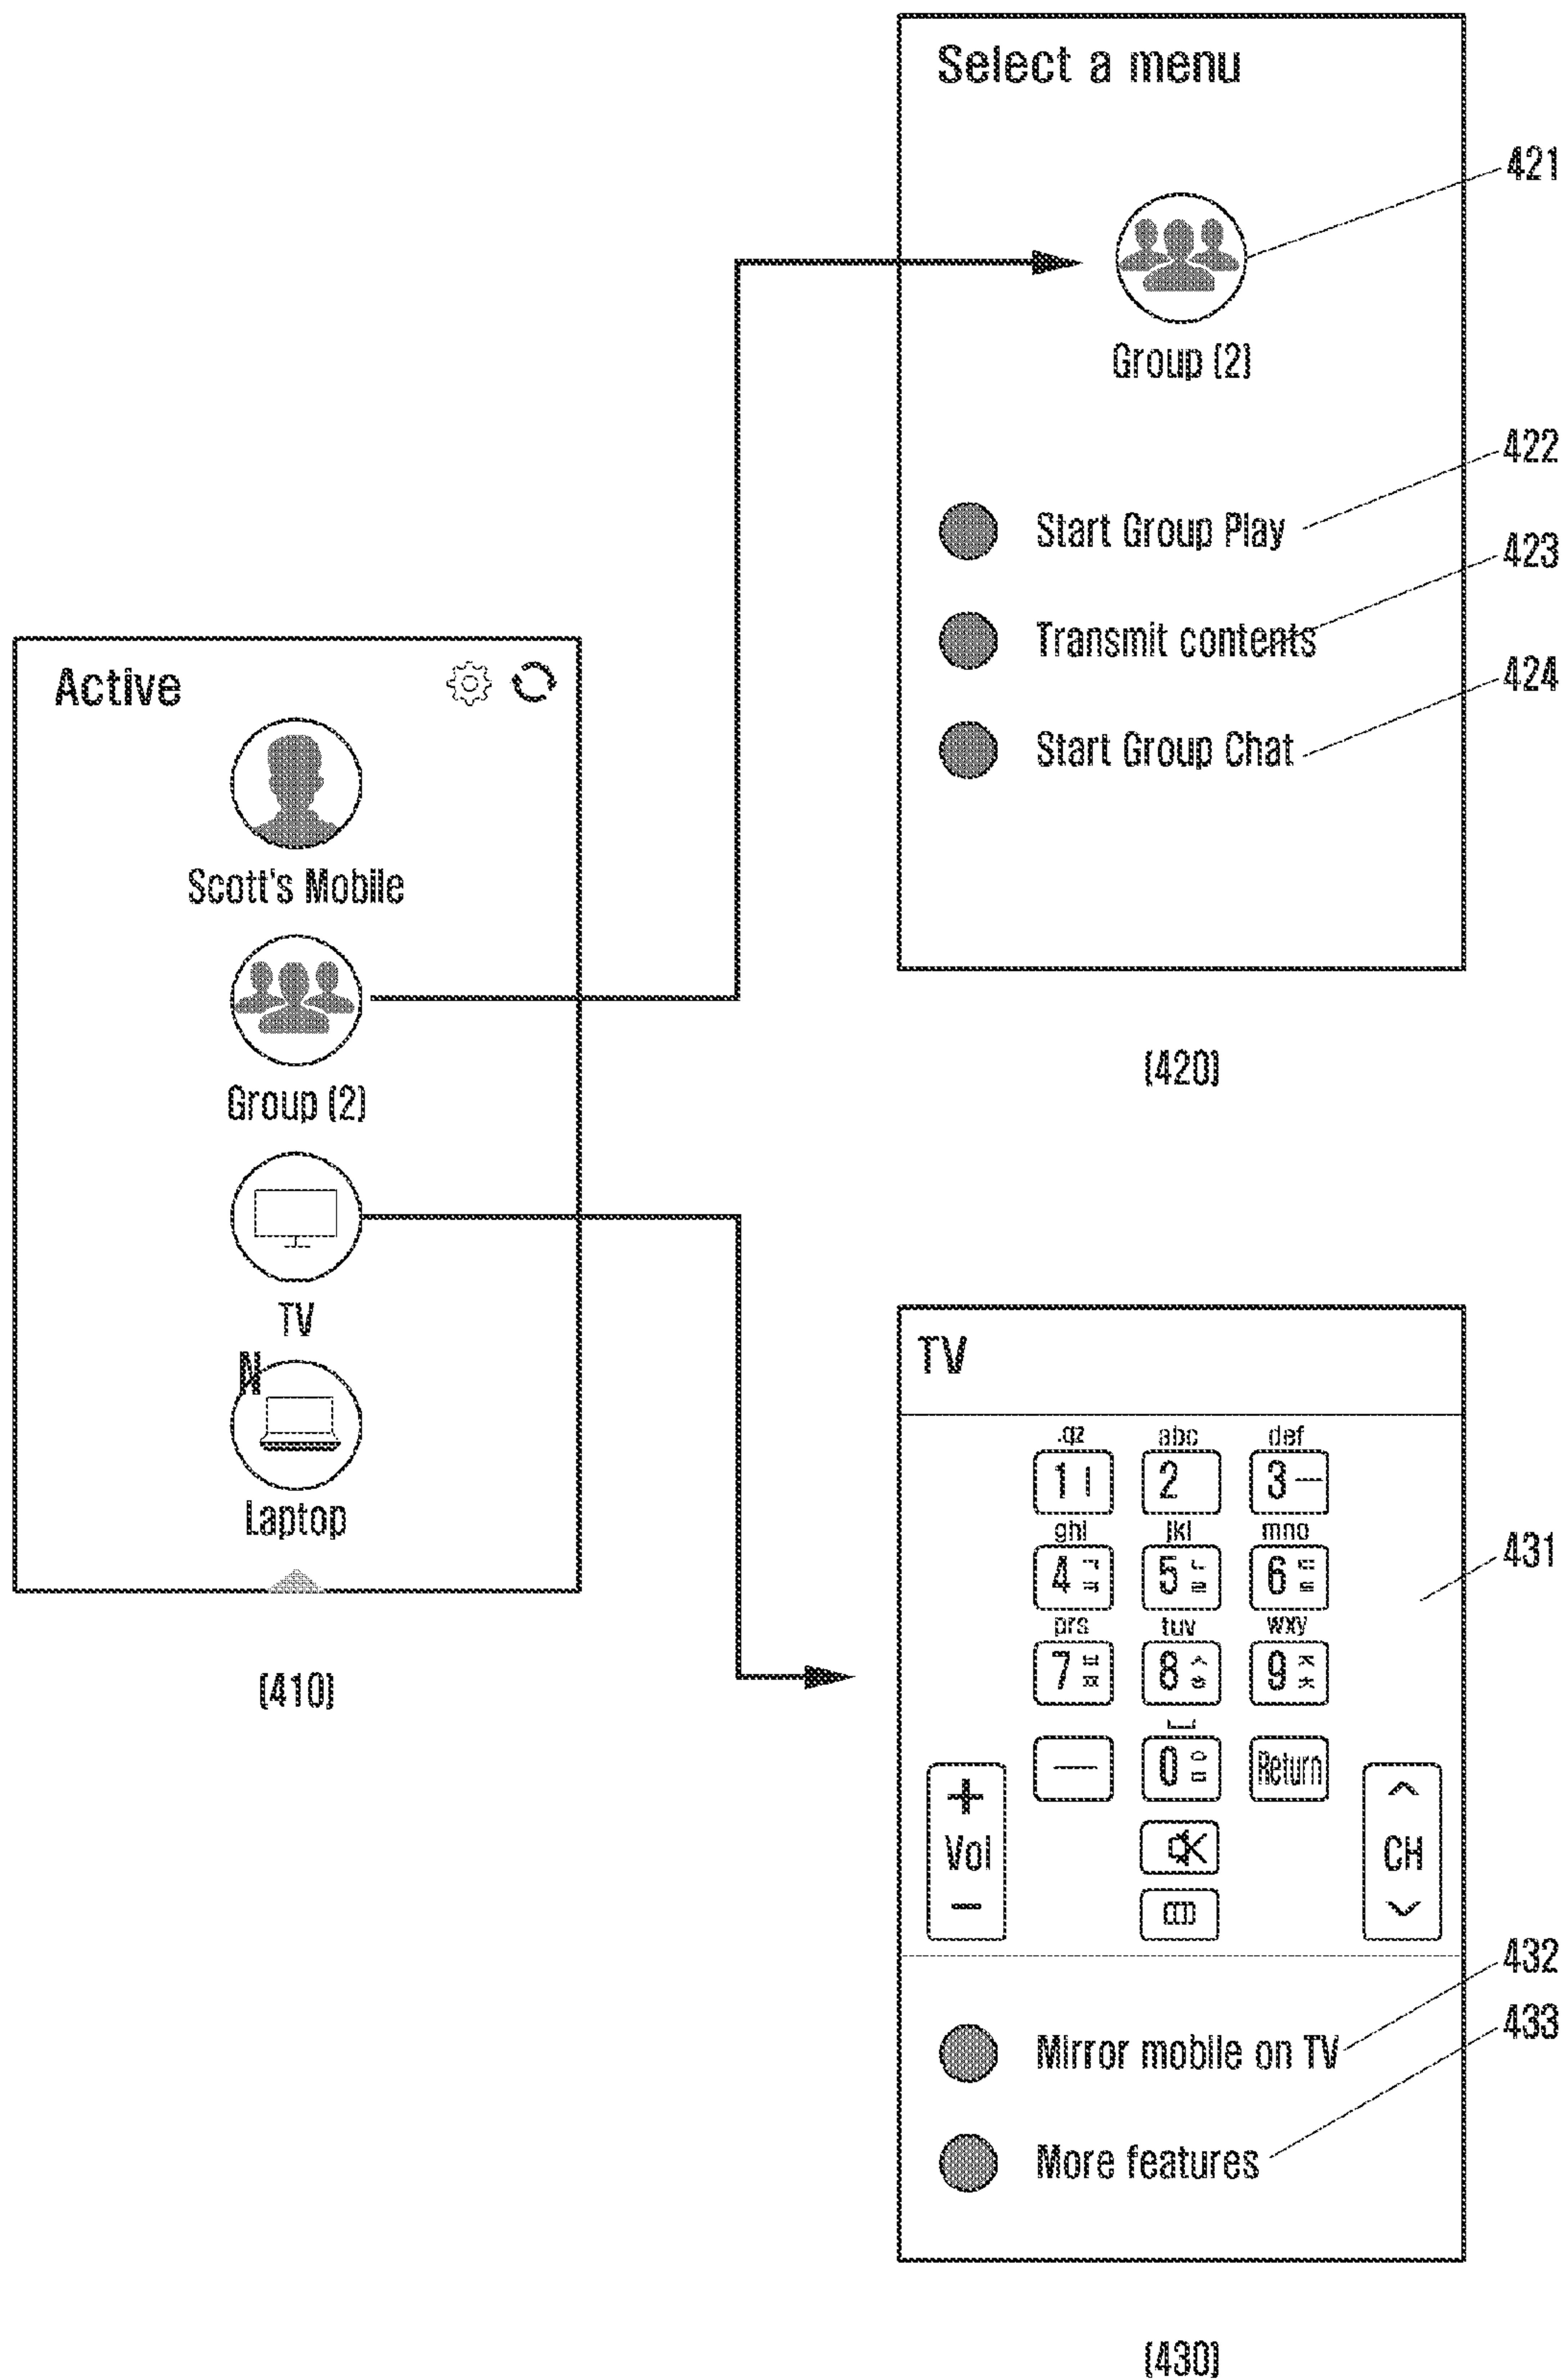 Select a menu
421
Group (2)
422
Start Group Play
423
Transmit contents
424
Start Group Chat
(420)
Active
Scott's Mobile
Group (2)
TV
N
Laptop
(410)
TV
.qz abc def
1 ㅣ 2 3 ㅡ
ghi jkl mno
4 ㄱ ㅋ 5 ㄴ ㄹ 6 ㄷ ㅌ
431
prs tuv wxy
7 ㅂ ㅍ 8 ㅅ ㅎ 9 ㅈ ㅊ
— 0 ㅇ ㅁ Return
+ Vol −
CH
432
Mirror mobile on TV
433
More features
(430)